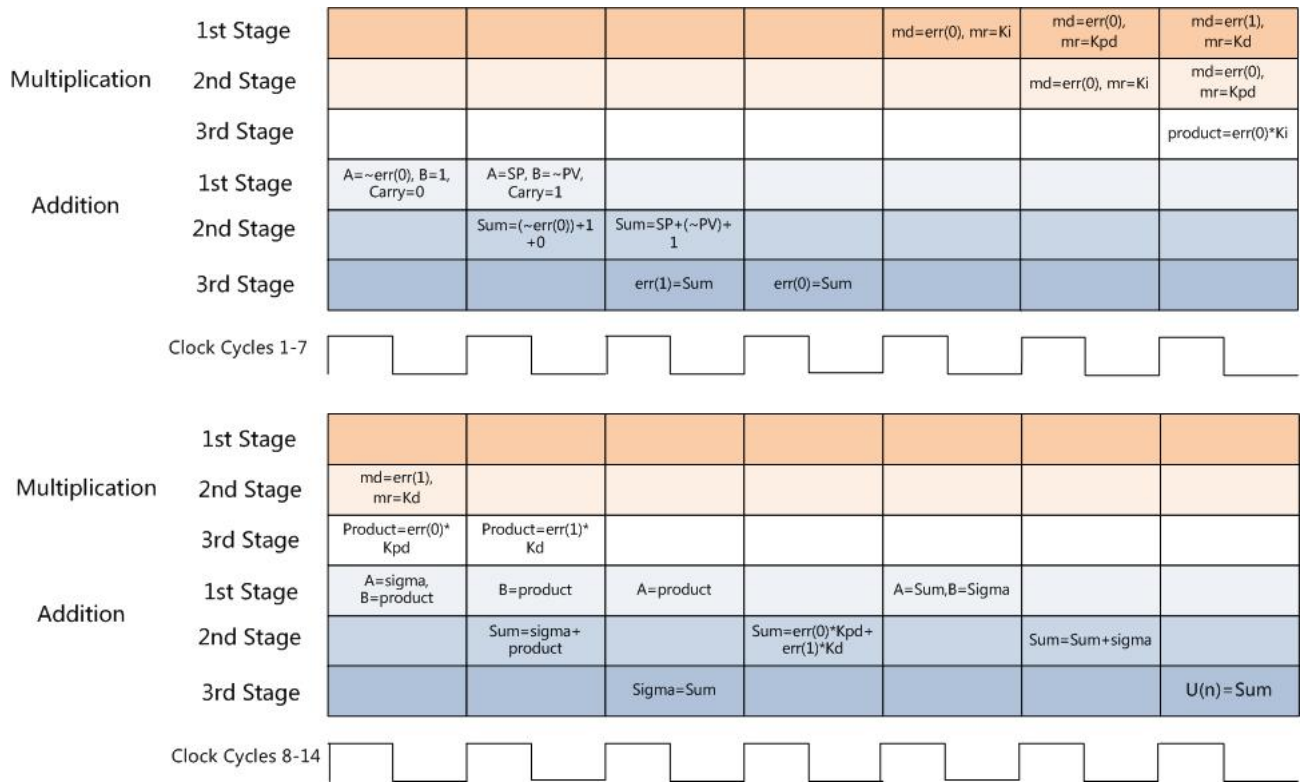 1st Stage
md=err(0), mr=Ki
md=err(0),
mr=Kpd
md=err(1),
mr=Kd
Multiplication
2nd Stage
md=err(0), mr=Ki
md=err(0),
mr=Kpd
3rd Stage
product=err(0)*Ki
Addition
1st Stage
A=~err(0), B=1,
Carry=0
A=SP, B=~PV,
Carry=1
2nd Stage
Sum=(~err(0))+1
+0
Sum=SP+(~PV)+
1
3rd Stage
err(1)=Sum
err(0)=Sum
Clock Cycles 1-7
1st Stage
Multiplication
2nd Stage
md=err(1),
mr=Kd
3rd Stage
Product=err(0)*
Kpd
Product=err(1)*
Kd
Addition
1st Stage
A=sigma,
B=product
B=product
A=product
A=Sum,B=Sigma
2nd Stage
Sum=sigma+
product
Sum=err(0)*Kpd+
err(1)*Kd
Sum=Sum+sigma
3rd Stage
Sigma=Sum
U(n)=Sum
Clock Cycles 8-14